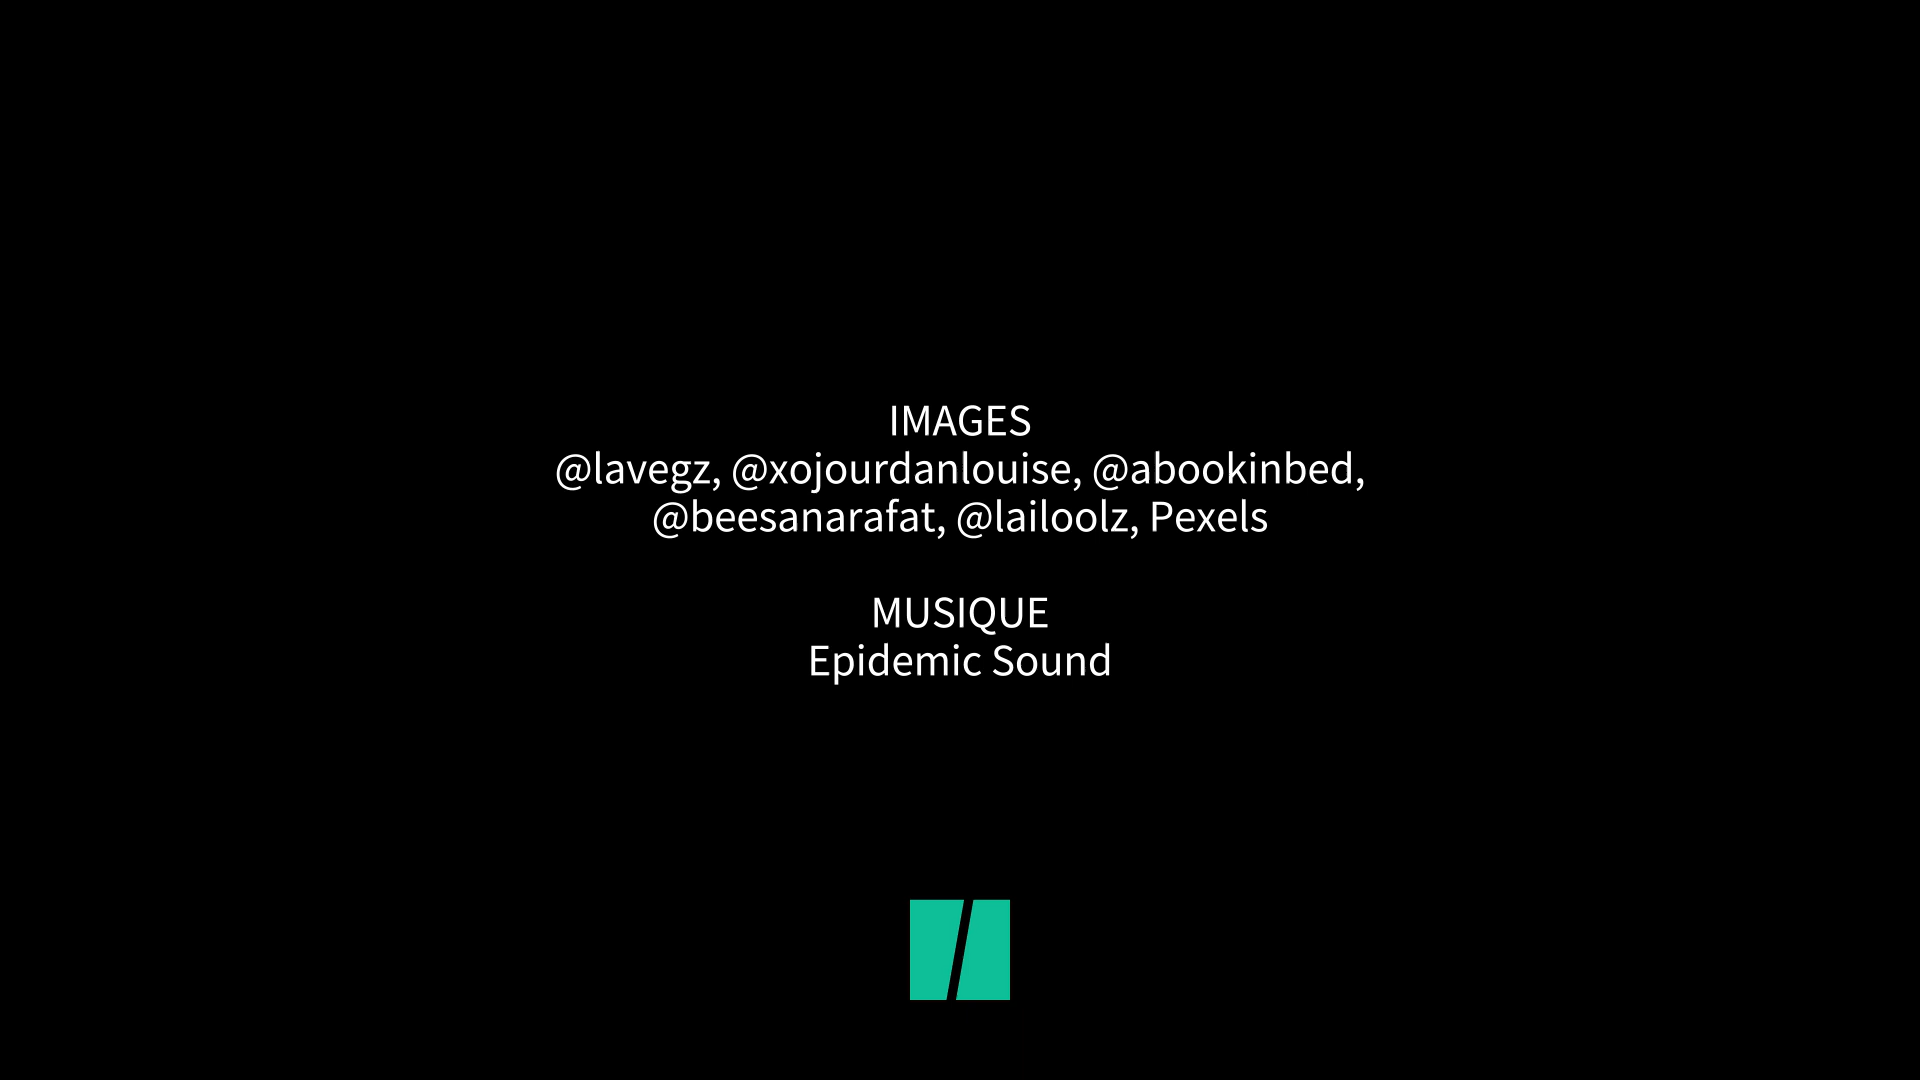 IMAGES
@lavegz, @xojourdanlouise, @abookinbed,
@beesanarafat, @lailoolz, Pexels
MUSIQUE
Epidemic Sound